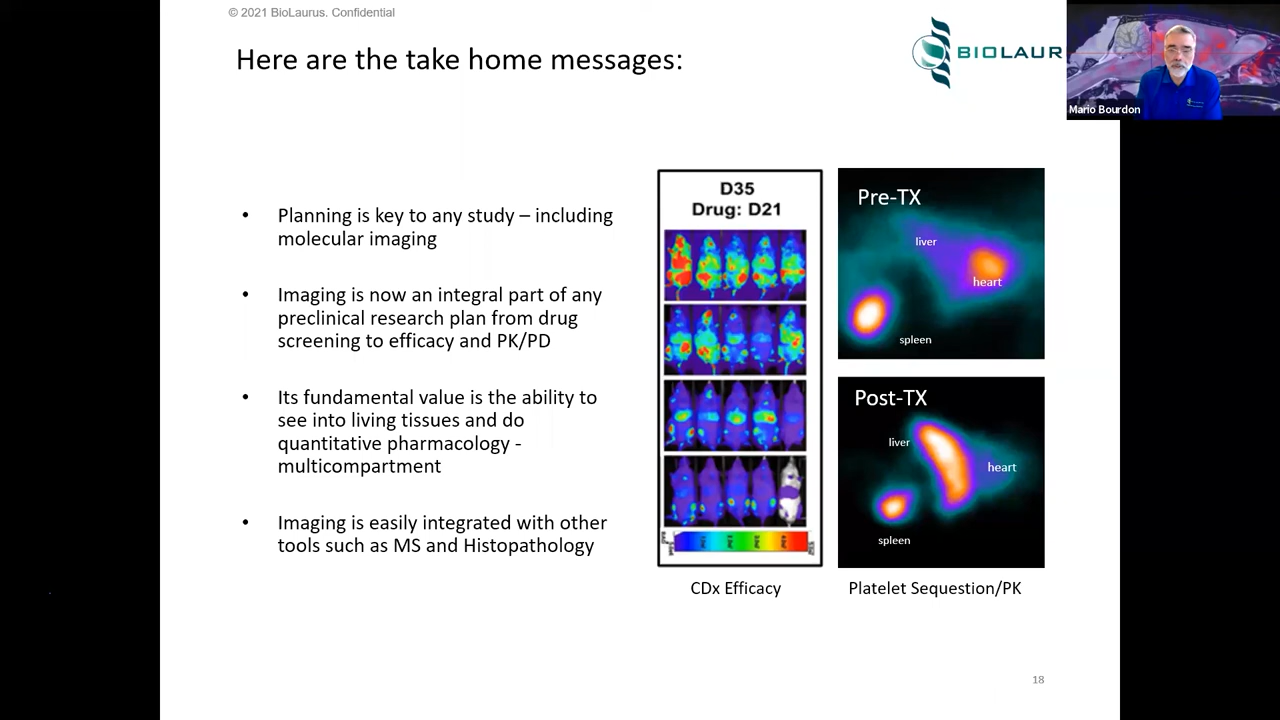 © 2021 BioLaurus. Confidential
Here are the take home messages:
BIOLAUR
Mario Bourdon
• Planning is key to any study – including
molecular imaging
• Imaging is now an integral part of any
preclinical research plan from drug
screening to efficacy and PK/PD
• Its fundamental value is the ability to
see into living tissues and do
quantitative pharmacology -
multicompartment
• Imaging is easily integrated with other
tools such as MS and Histopathology
D35
Drug: D21
CDx Efficacy
Pre-TX
liver
heart
spleen
Post-TX
liver
heart
spleen
Platelet Sequestion/PK
18